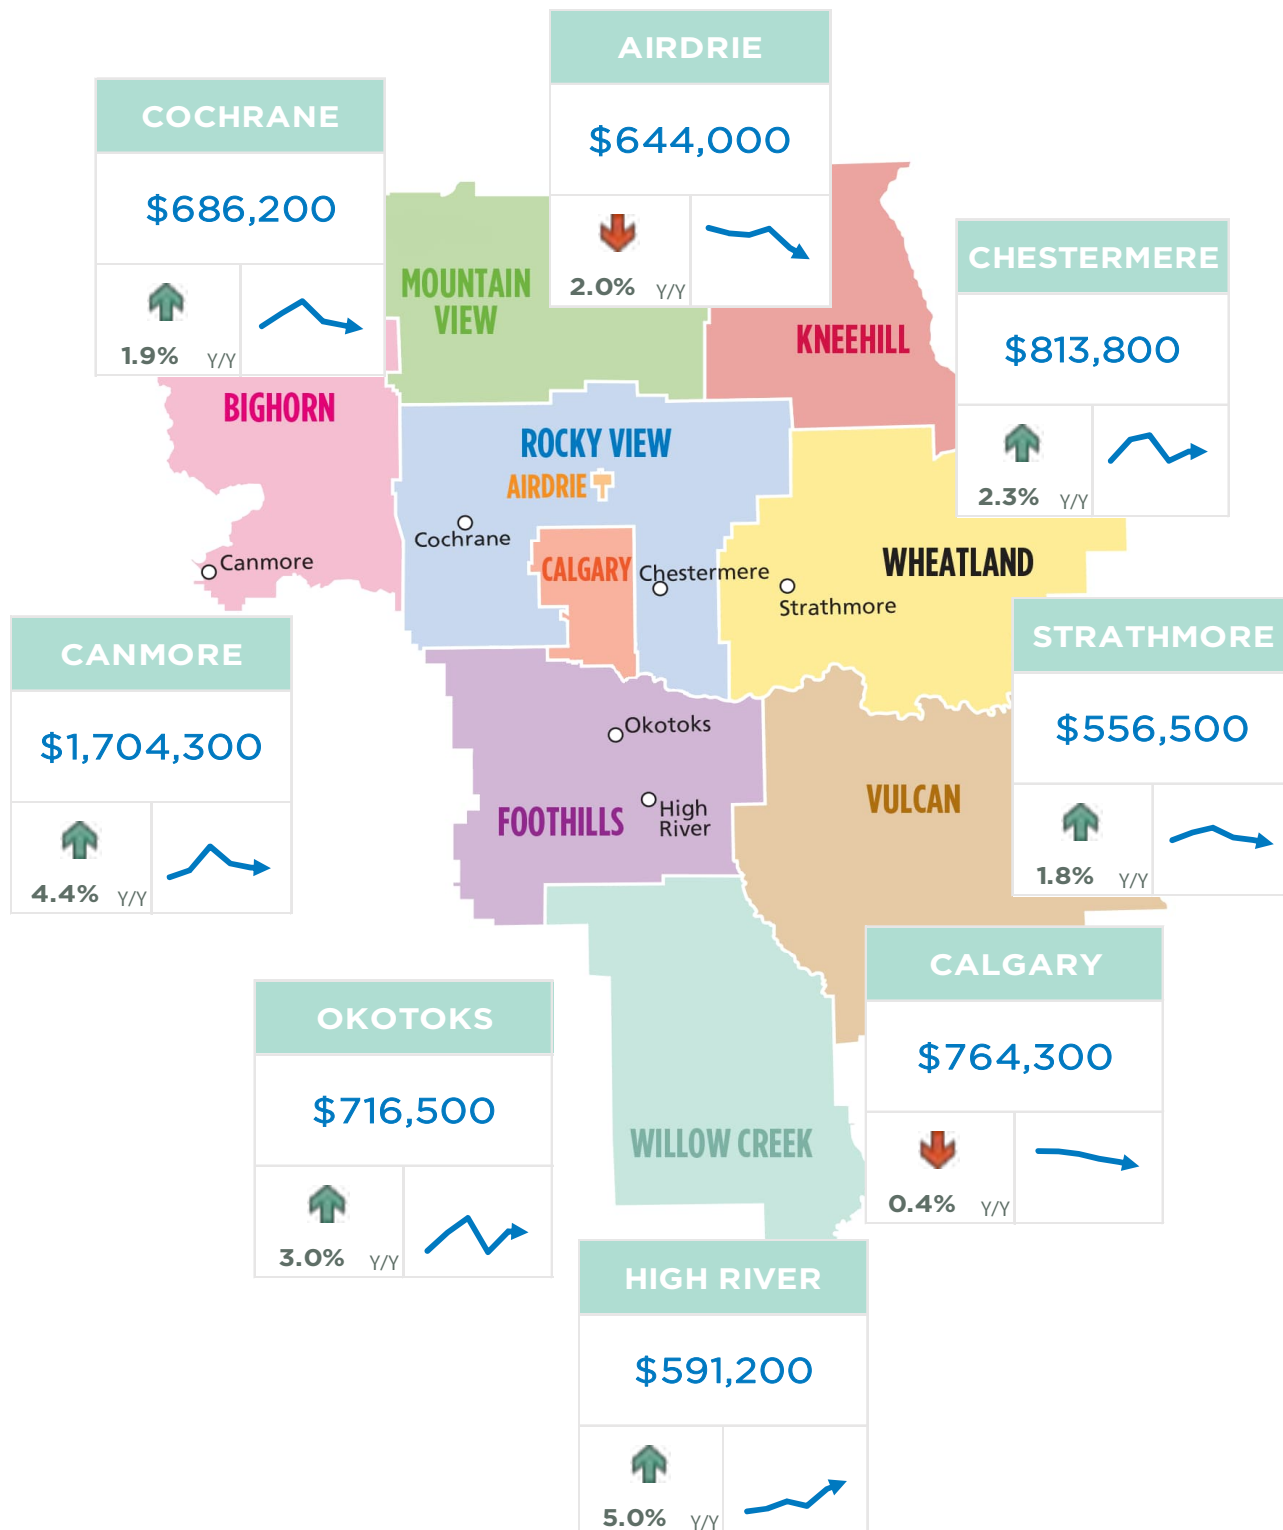 AIRDRIE
$644,000
2.0% Y/Y
COCHRANE
$686,200
1.9% Y/Y
CHESTERMERE
$813,800
2.3% Y/Y
MOUNTAIN
VIEW
KNEEHILL
BIGHORN
ROCKY VIEW
AIRDRIE
Cochrane
Canmore
CALGARY
Chestermere
WHEATLAND
Strathmore
CANMORE
$1,704,300
4.4% Y/Y
STRATHMORE
$556,500
1.8% Y/Y
Okotoks
High
River
FOOTHILLS
VULCAN
CALGARY
$764,300
0.4% Y/Y
OKOTOKS
$716,500
3.0% Y/Y
WILLOW CREEK
HIGH RIVER
$591,200
5.0% Y/Y